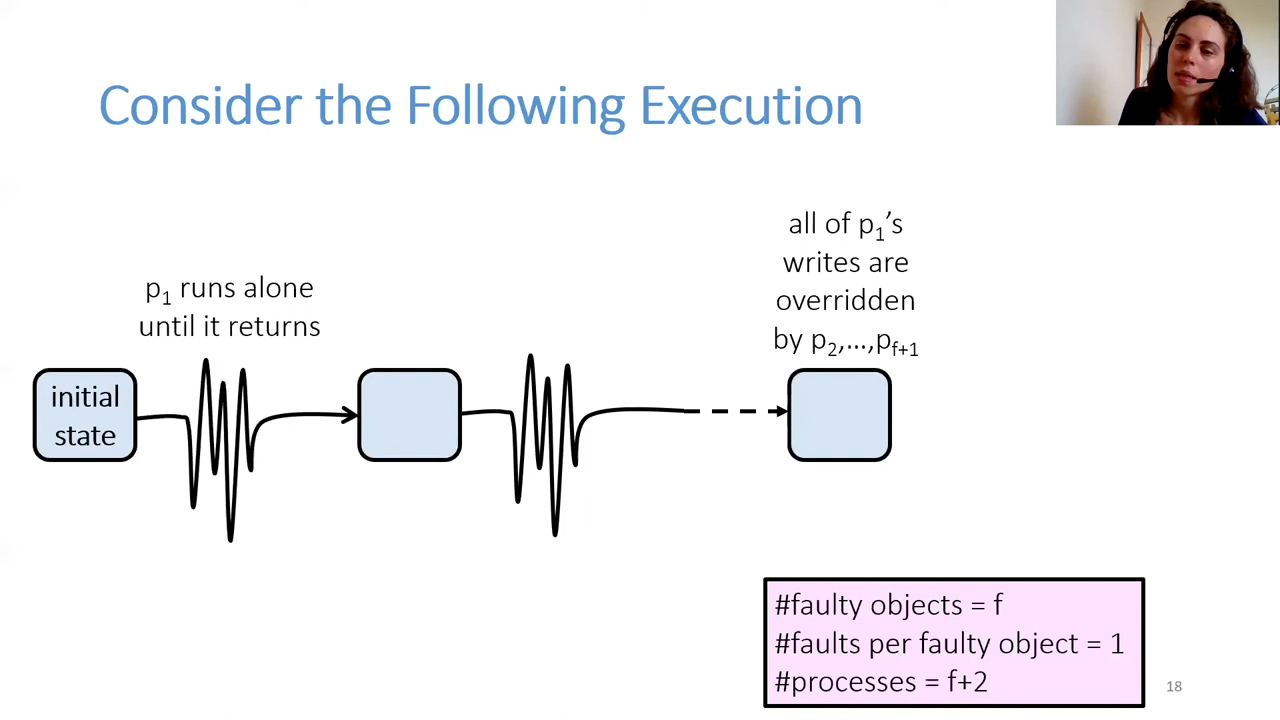 Consider the Following Execution
all of p₁’s
writes are
overridden
by p₂,...,p_f+1
p₁ runs alone
until it returns
initial
state
#faulty objects = f
#faults per faulty object = 1
#processes = f+2
18